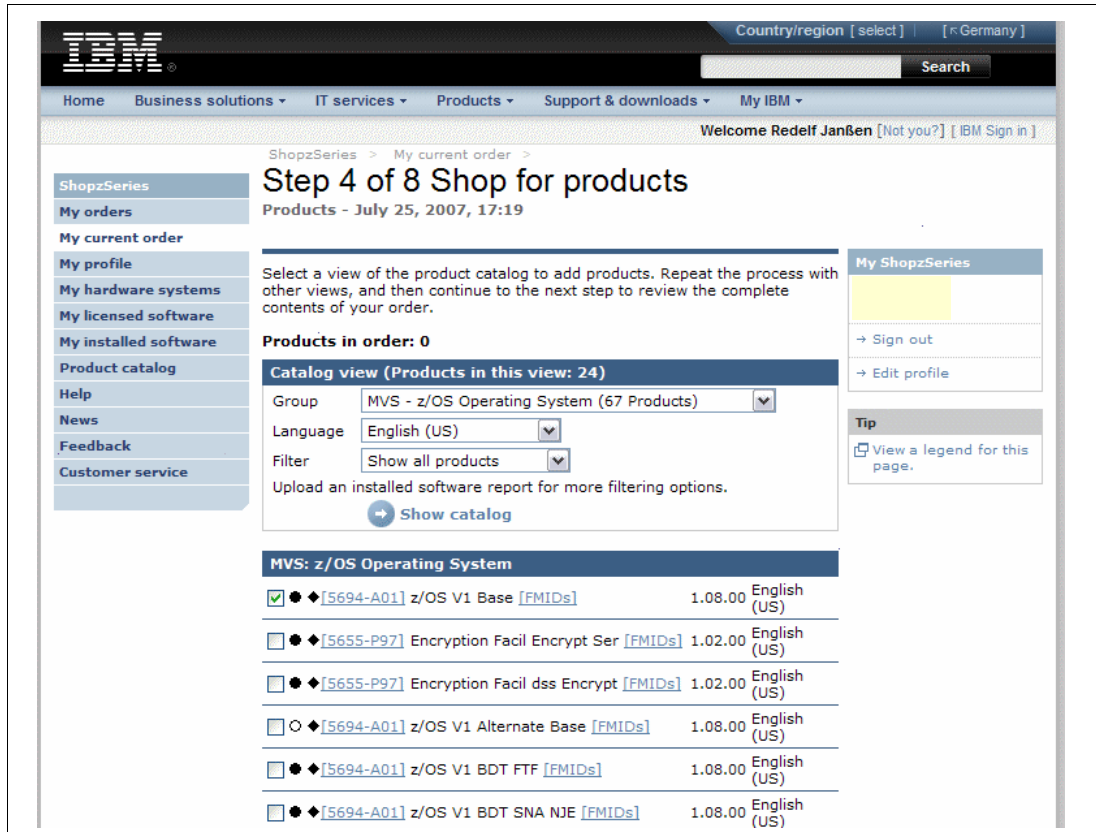 Country/region [ select ] | [ Germany ]
IBM ®
Search
Home Business solutions IT services Products Support & downloads My IBM
Welcome Redelf Janßen [Not you?] [ IBM Sign in ]
ShopzSeries > My current order >
Step 4 of 8 Shop for products
Products - July 25, 2007, 17:19
ShopzSeries
My orders
My current order
My profile
My hardware systems
My licensed software
My installed software
Product catalog
Help
News
Feedback
Customer service
Select a view of the product catalog to add products. Repeat the process with
other views, and then continue to the next step to review the complete
contents of your order.
Products in order: 0
Catalog view (Products in this view: 24)
Group MVS - z/OS Operating System (67 Products)
Language English (US)
Filter Show all products
Upload an installed software report for more filtering options.
Show catalog
MVS: z/OS Operating System
[5694-A01] z/OS V1 Base [FMIDs] 1.08.00 English
(US)
[5655-P97] Encryption Facil Encrypt Ser [FMIDs] 1.02.00 English
(US)
[5655-P97] Encryption Facil dss Encrypt [FMIDs] 1.02.00 English
(US)
[5694-A01] z/OS V1 Alternate Base [FMIDs] 1.08.00 English
(US)
[5694-A01] z/OS V1 BDT FTF [FMIDs] 1.08.00 English
(US)
[5694-A01] z/OS V1 BDT SNA NJE [FMIDs] 1.08.00 English
(US)
My ShopzSeries
→ Sign out
→ Edit profile
Tip
View a legend for this
page.